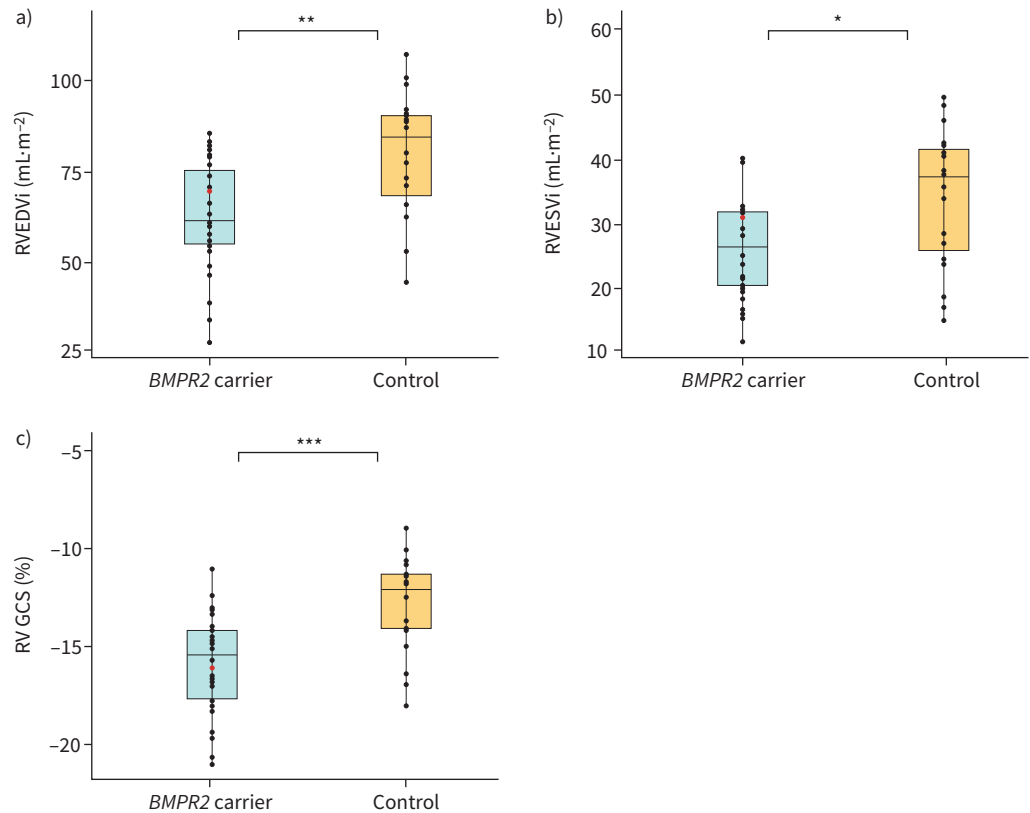 a)
**
RVEDVi (mL·m⁻²)
100
75
50
25
BMPR2 carrier Control
b)
*
RVESVi (mL·m⁻²)
60
50
40
30
20
10
BMPR2 carrier Control
c)
***
RV GCS (%)
−5
−10
−15
−20
BMPR2 carrier Control